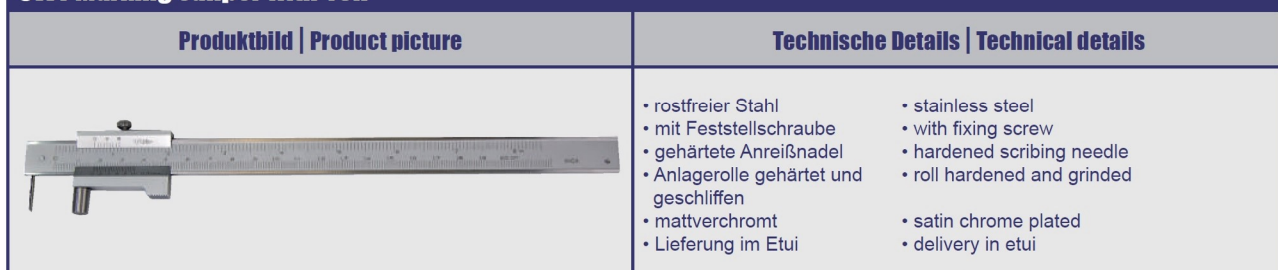 Produktbild | Product picture
Technische Details | Technical details
• rostfreier Stahl
• mit Feststellschraube
• gehärtete Anreißnadel
• Anlagerolle gehärtet und
geschliffen
• mattverchromt
• Lieferung im Etui
• stainless steel
• with fixing screw
• hardened scribing needle
• roll hardened and grinded
• satin chrome plated
• delivery in etui